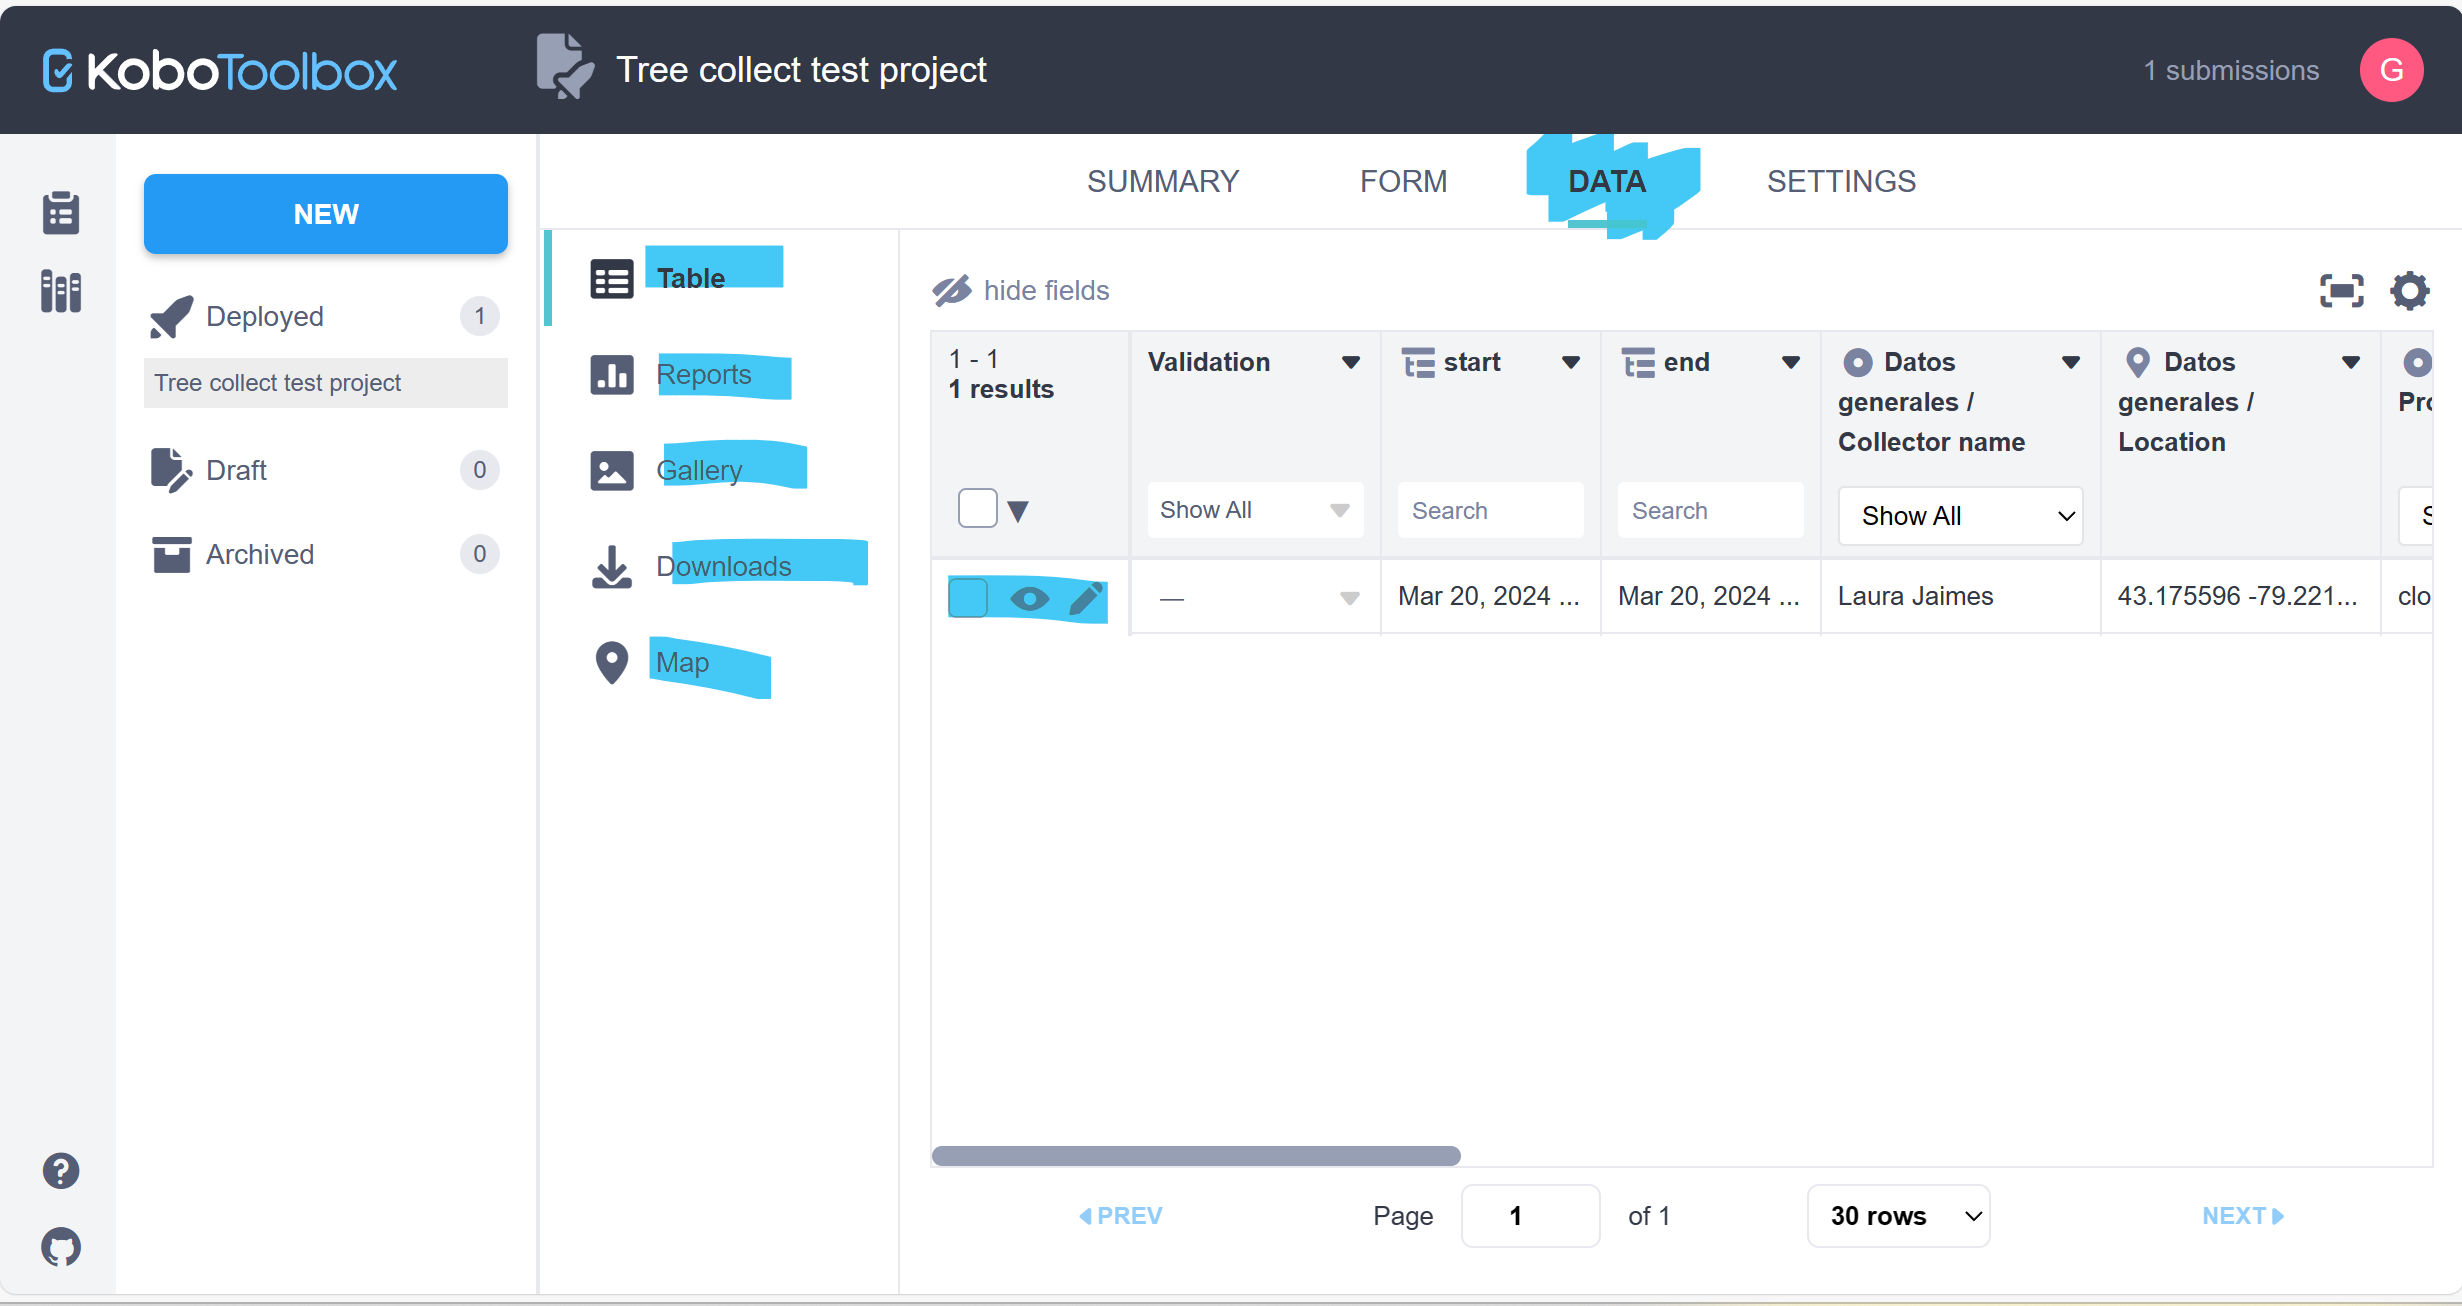 KoboToolbox
Tree collect test project
1 submissions
G
NEW
Deployed
1
Tree collect test project
Draft
0
Archived
0
SUMMARY
FORM
DATA
SETTINGS
Table
Reports
Gallery
Downloads
Map
hide fields
1 - 1
1 results
Validation
start
end
Datos
generales /
Collector name
Datos
generales /
Location
Show All
Search
Search
Show All
—
Mar 20, 2024 ...
Mar 20, 2024 ...
Laura Jaimes
43.175596 -79.221...
clo
PREV
Page
1
of 1
30 rows
NEXT